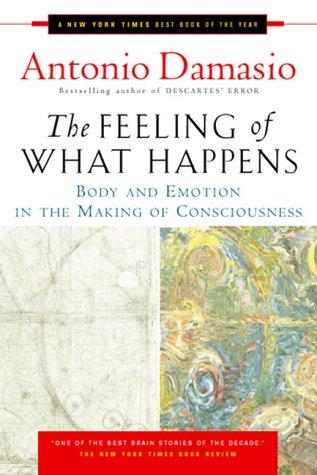 A NEW YORK TIMES BEST BOOK OF THE YEAR
Antonio Damasio
Bestselling author of DESCARTES' ERROR
The FEELING of
WHAT HAPPENS
BODY AND EMOTION
IN THE MAKING OF CONSCIOUSNESS
"ONE OF THE BEST BRAIN STORIES OF THE DECADE."
THE NEW YORK TIMES BOOK REVIEW